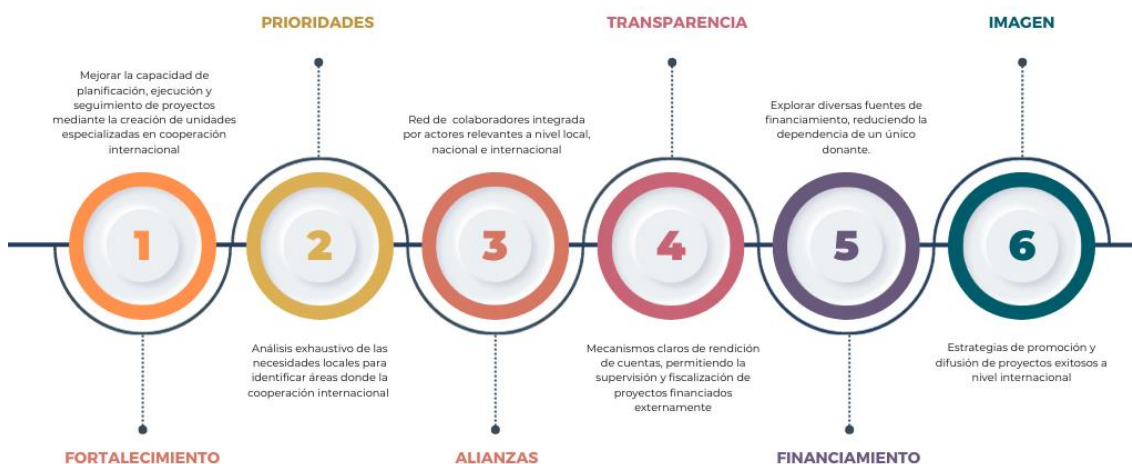 PRIORIDADES
TRANSPARENCIA
IMAGEN
Mejorar la capacidad de
planificación, ejecución y
seguimiento de proyectos
mediante la creación de unidades
especializadas en cooperación
internacional
Red de colaboradores integrada
por actores relevantes a nivel local,
nacional e internacional
Explorar diversas fuentes de
financiamiento, reduciendo la
dependencia de un único
donante.
1
2
3
4
5
6
Análisis exhaustivo de las
necesidades locales para
identificar áreas donde la
cooperación internacional
Mecanismos claros de rendición
de cuentas, permitiendo la
supervisión y fiscalización de
proyectos financiados
externamente
Estrategias de promoción y
difusión de proyectos exitosos a
nivel internacional
FORTALECIMIENTO
ALIANZAS
FINANCIAMIENTO